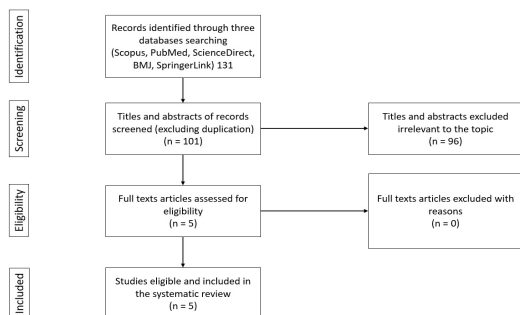 Identification
Records identified through three
databases searching
(Scopus, PubMed, ScienceDirect,
BMJ, SpringerLink) 131
Screening
Titles and abstracts of records
screened (excluding duplication)
(n = 101)
Titles and abstracts excluded
irrelevant to the topic
(n = 96)
Eligibility
Full texts articles assessed for
eligibility
(n = 5)
Full texts articles excluded with
reasons
(n = 0)
Included
Studies eligible and included in
the systematic review
(n = 5)